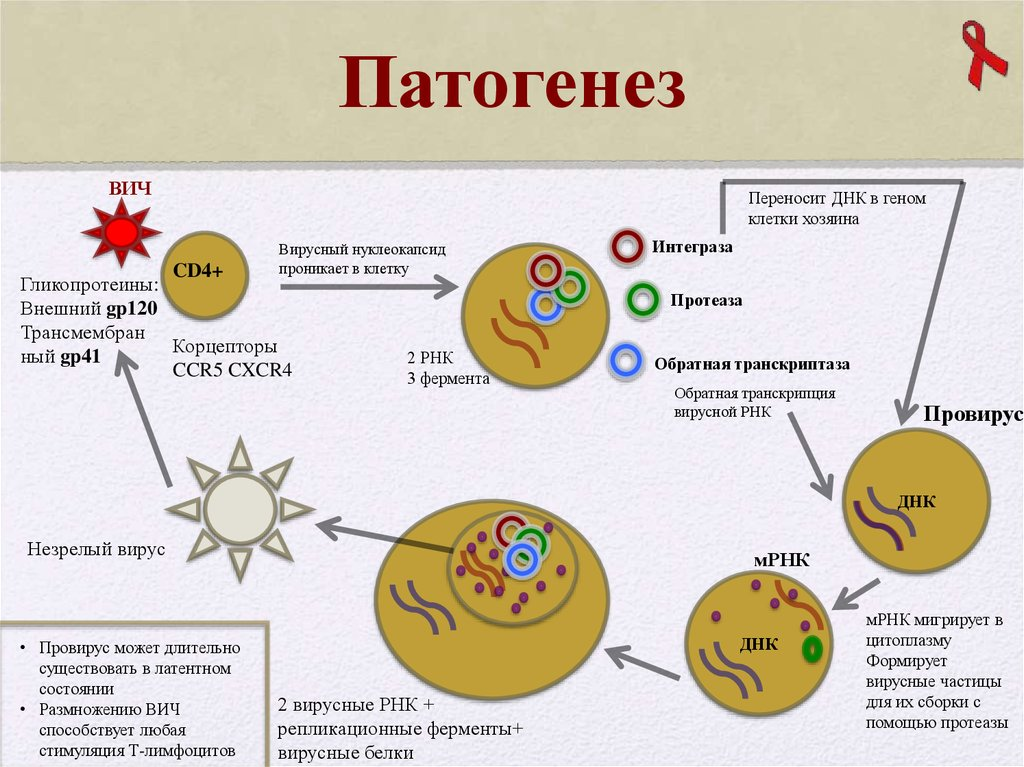 Патогенез
ВИЧ
Гликопротеины:
Внешний gp120
Трансмембран
ный gp41
CD4+
Корцепторы
CCR5 CXCR4
Вирусный нуклеокапсид
проникает в клетку
2 РНК
3 фермента
Интеграза
Протеаза
Обратная транскриптаза
Переносит ДНК в геном
клетки хозяина
Обратная транскрипция
вирусной РНК
Провирус
ДНК
мРНК
ДНК
мРНК мигрирует в
цитоплазму
Формирует
вирусные частицы
для их сборки с
помощью протеазы
2 вирусные РНК +
репликационные ферменты+
вирусные белки
Незрелый вирус
• Провирус может длительно
существовать в латентном
состоянии
• Размножению ВИЧ
способствует любая
стимуляция Т-лимфоцитов